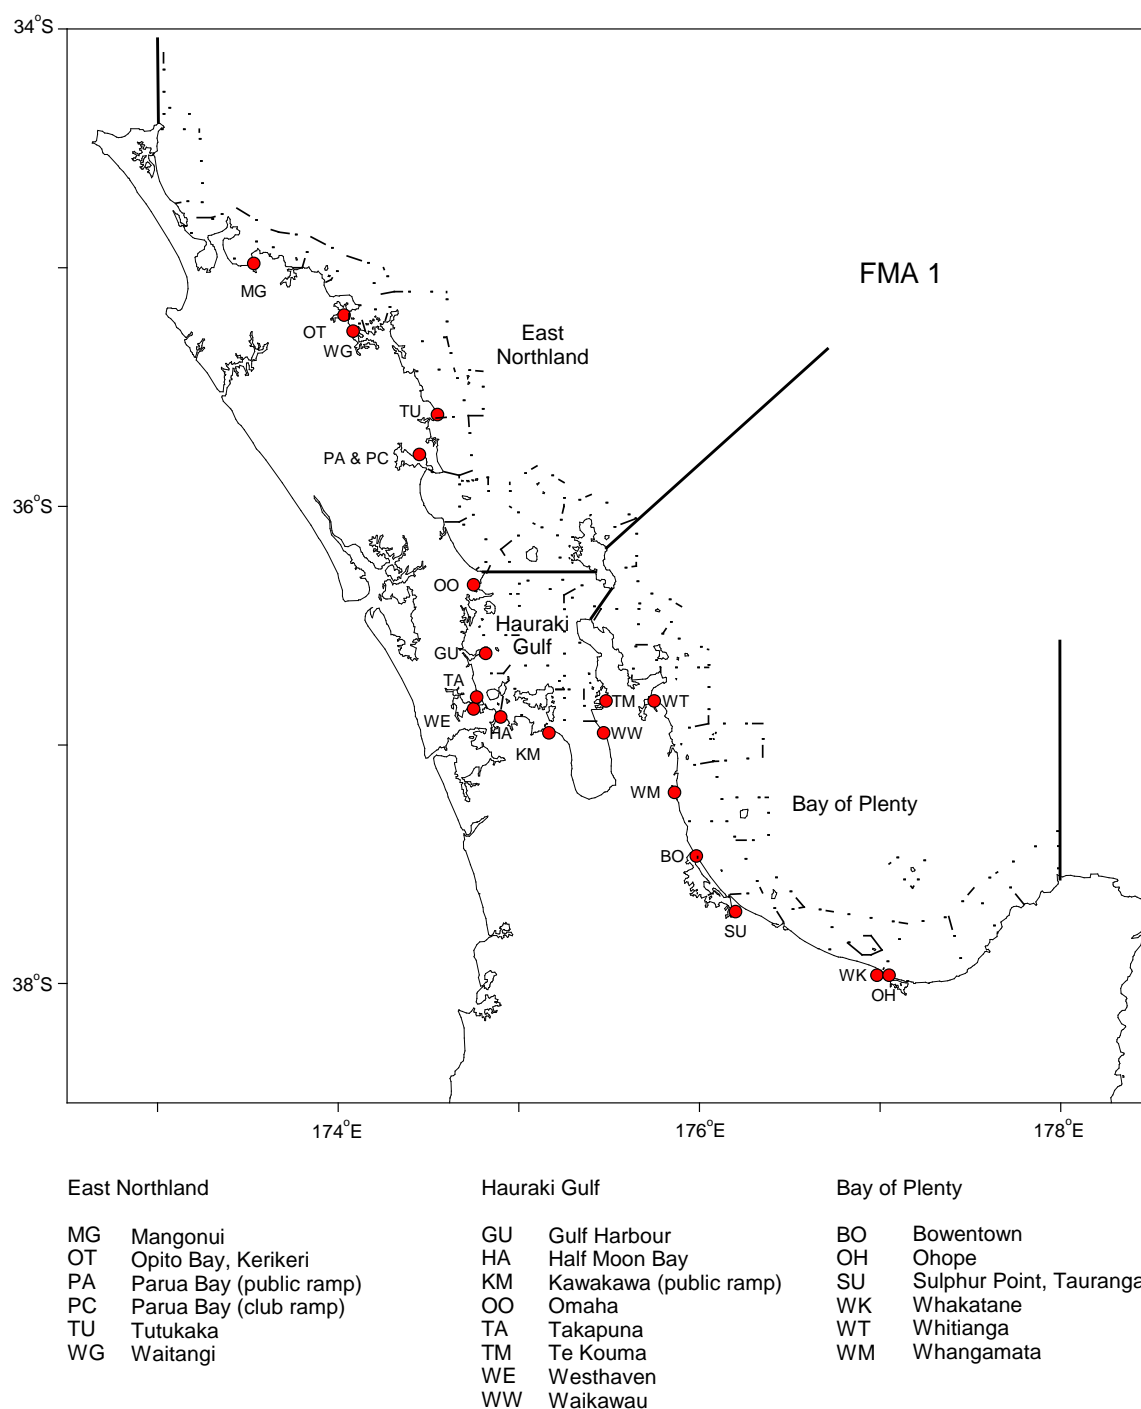 34°S
FMA 1
MG
OT
WG
East
Northland
TU
PA & PC
36°S
OO
Hauraki
Gulf
GU
TA
TM
WT
WE
HA
WW
KM
WM
Bay of Plenty
BO
SU
WK
OH
38°S
174°E
176°E
178°E
East Northland
MG Mangonui
OT Opito Bay, Kerikeri
PA Parua Bay (public ramp)
PC Parua Bay (club ramp)
TU Tutukaka
WG Waitangi
Hauraki Gulf
GU Gulf Harbour
HA Half Moon Bay
KM Kawakawa (public ramp)
OO Omaha
TA Takapuna
TM Te Kouma
WE Westhaven
WW Waikawau
Bay of Plenty
BO Bowentown
OH Ohope
SU Sulphur Point, Tauranga
WK Whakatane
WT Whitianga
WM Whangamata